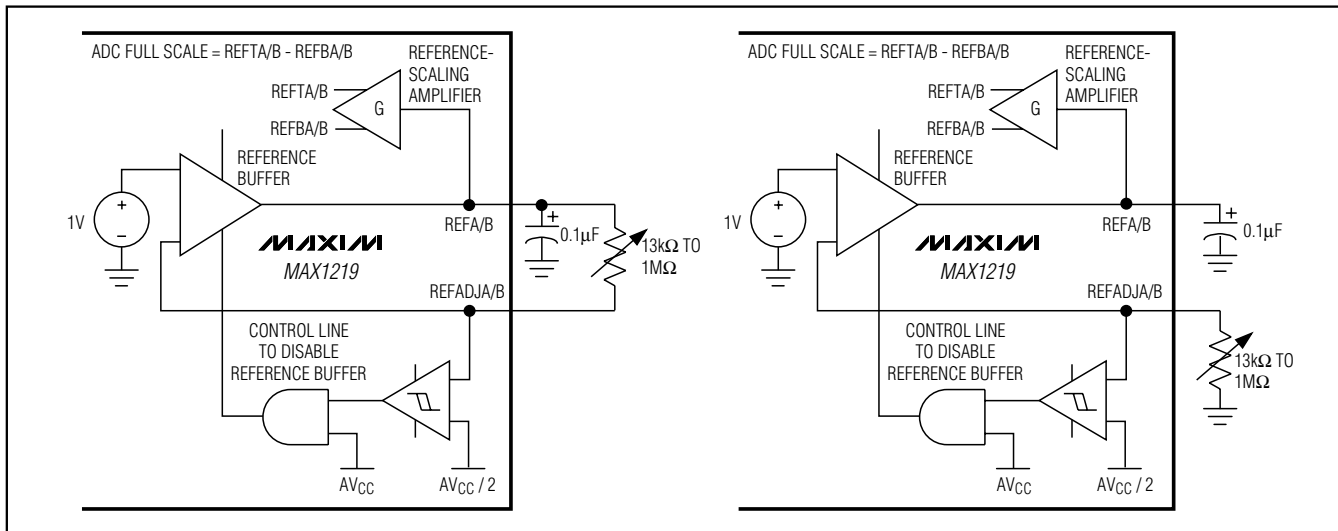 ADC FULL SCALE = REFTA/B - REFBA/B
REFERENCE-
SCALING
AMPLIFIER
REFTA/B
G
REFBA/B
REFERENCE
BUFFER
1V
+
−
REFA/B
+
0.1µF
MAXIM
MAX1219
13kΩ TO
1MΩ
REFADJA/B
CONTROL LINE
TO DISABLE
REFERENCE BUFFER
AVCC
AVCC / 2
ADC FULL SCALE = REFTA/B - REFBA/B
REFERENCE-
SCALING
AMPLIFIER
REFTA/B
G
REFBA/B
REFERENCE
BUFFER
1V
+
−
REFA/B
+
0.1µF
MAXIM
MAX1219
REFADJA/B
13kΩ TO
1MΩ
CONTROL LINE
TO DISABLE
REFERENCE BUFFER
AVCC
AVCC / 2